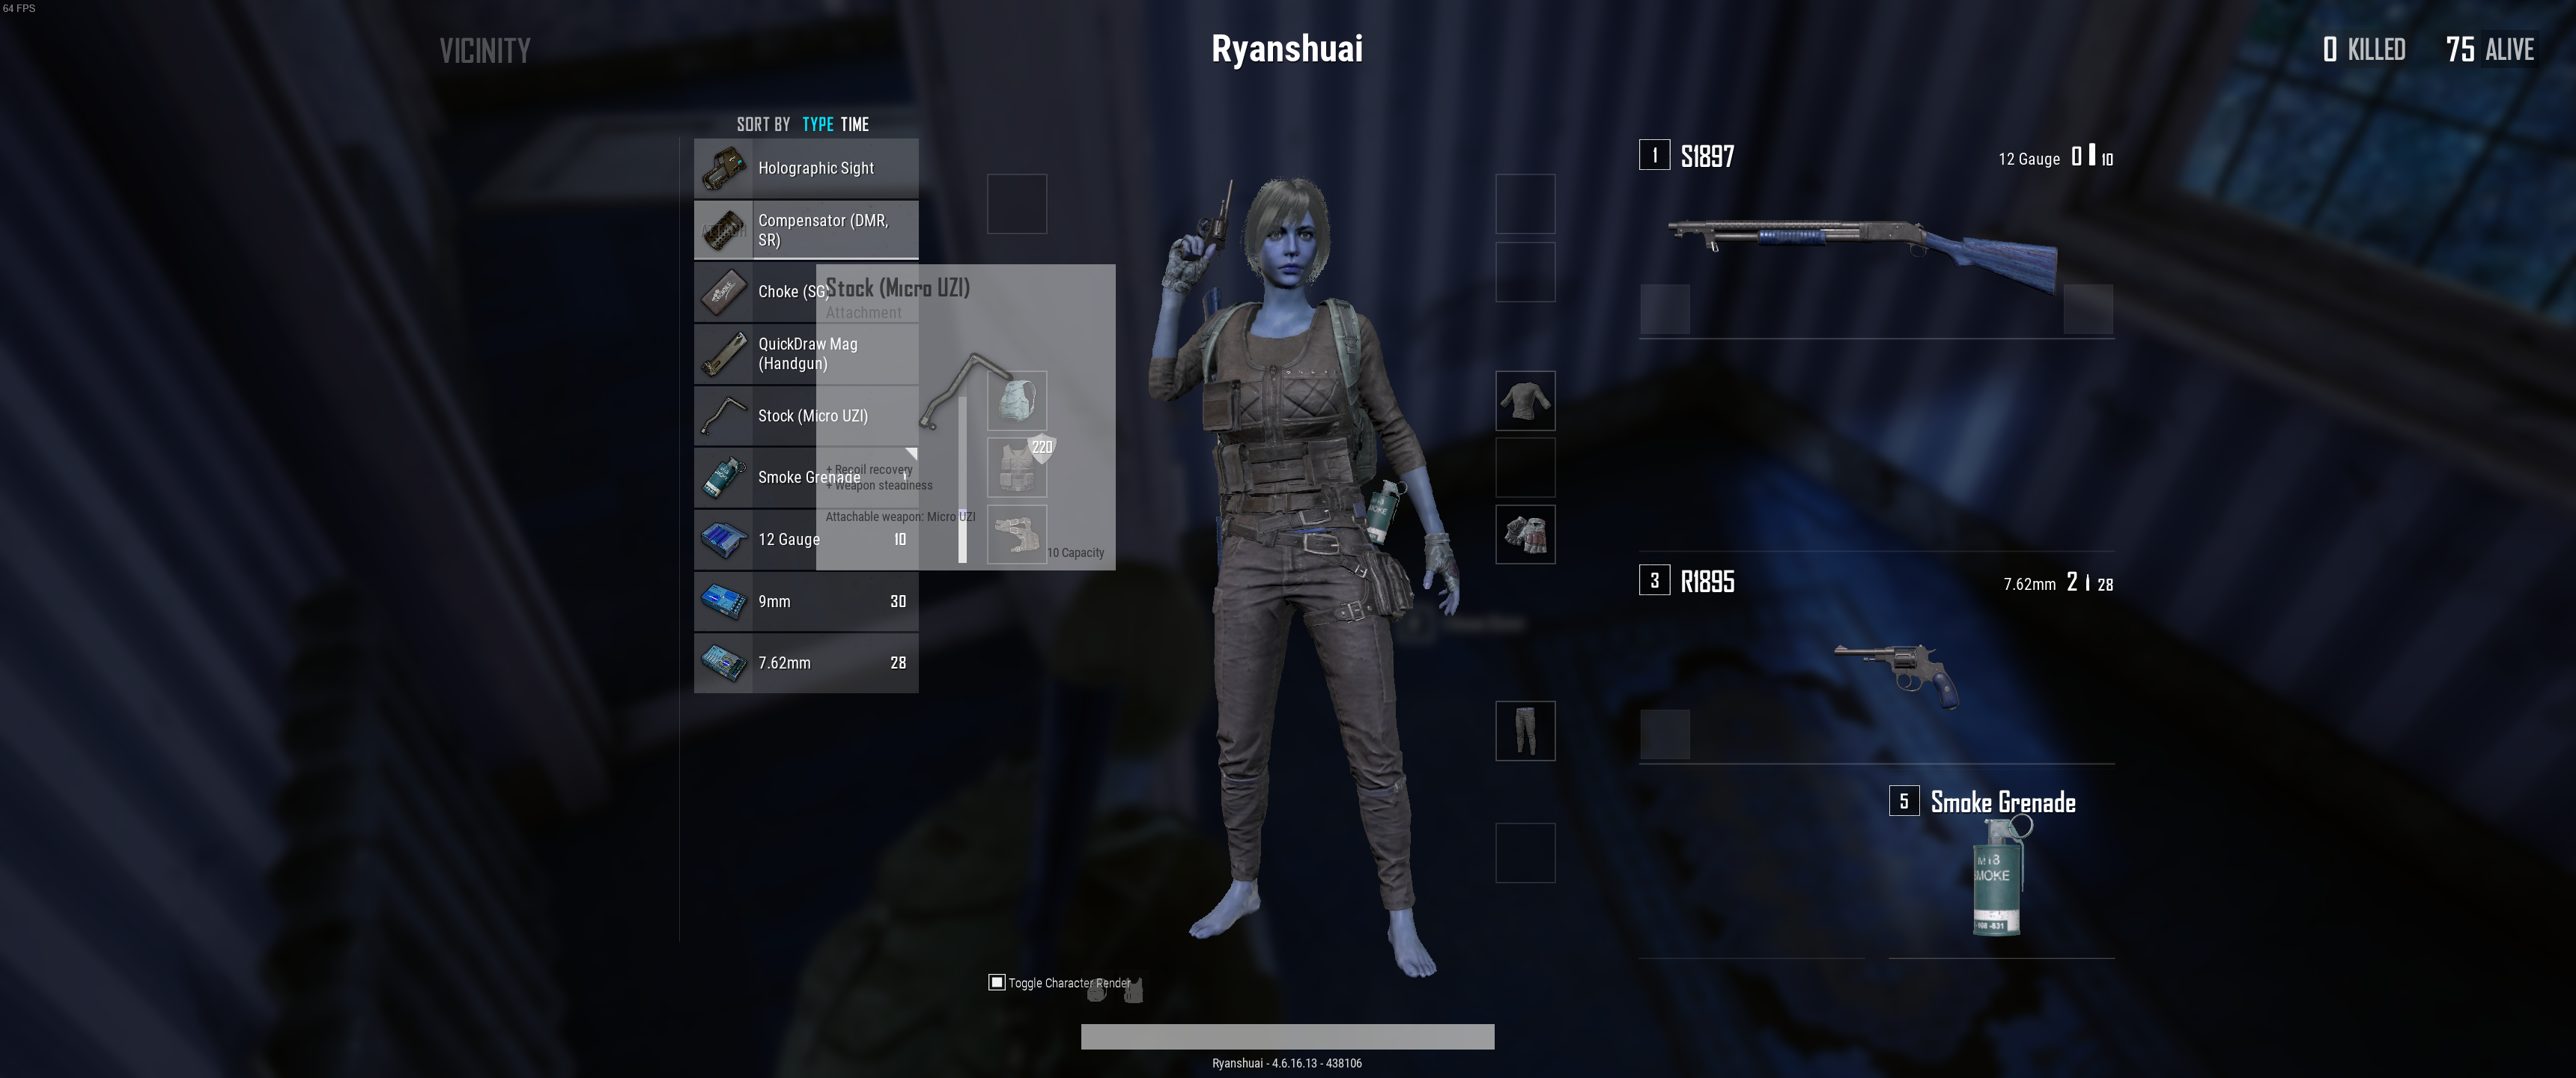 64 FPS
VICINITY
Ryanshuai
0 KILLED 75 ALIVE
SORT BY TYPE TIME
Holographic Sight
Compensator (DMR,
SR)
Choke (SG)
QuickDraw Mag
(Handgun)
Stock (Micro UZI)
Smoke Grenade 1
12 Gauge 10
9mm 30
7.62mm 28
Stock (Micro UZI)
Attachment
+ Recoil recovery
+ Weapon steadiness
Attachable weapon: Micro UZI
10 Capacity
220
1 S1897
12 Gauge 0 10
3 R1895
7.62mm 2 28
5 Smoke Grenade
M18
SMOKE
Toggle Character Render
Ryanshuai - 4.6.16.13 - 438106